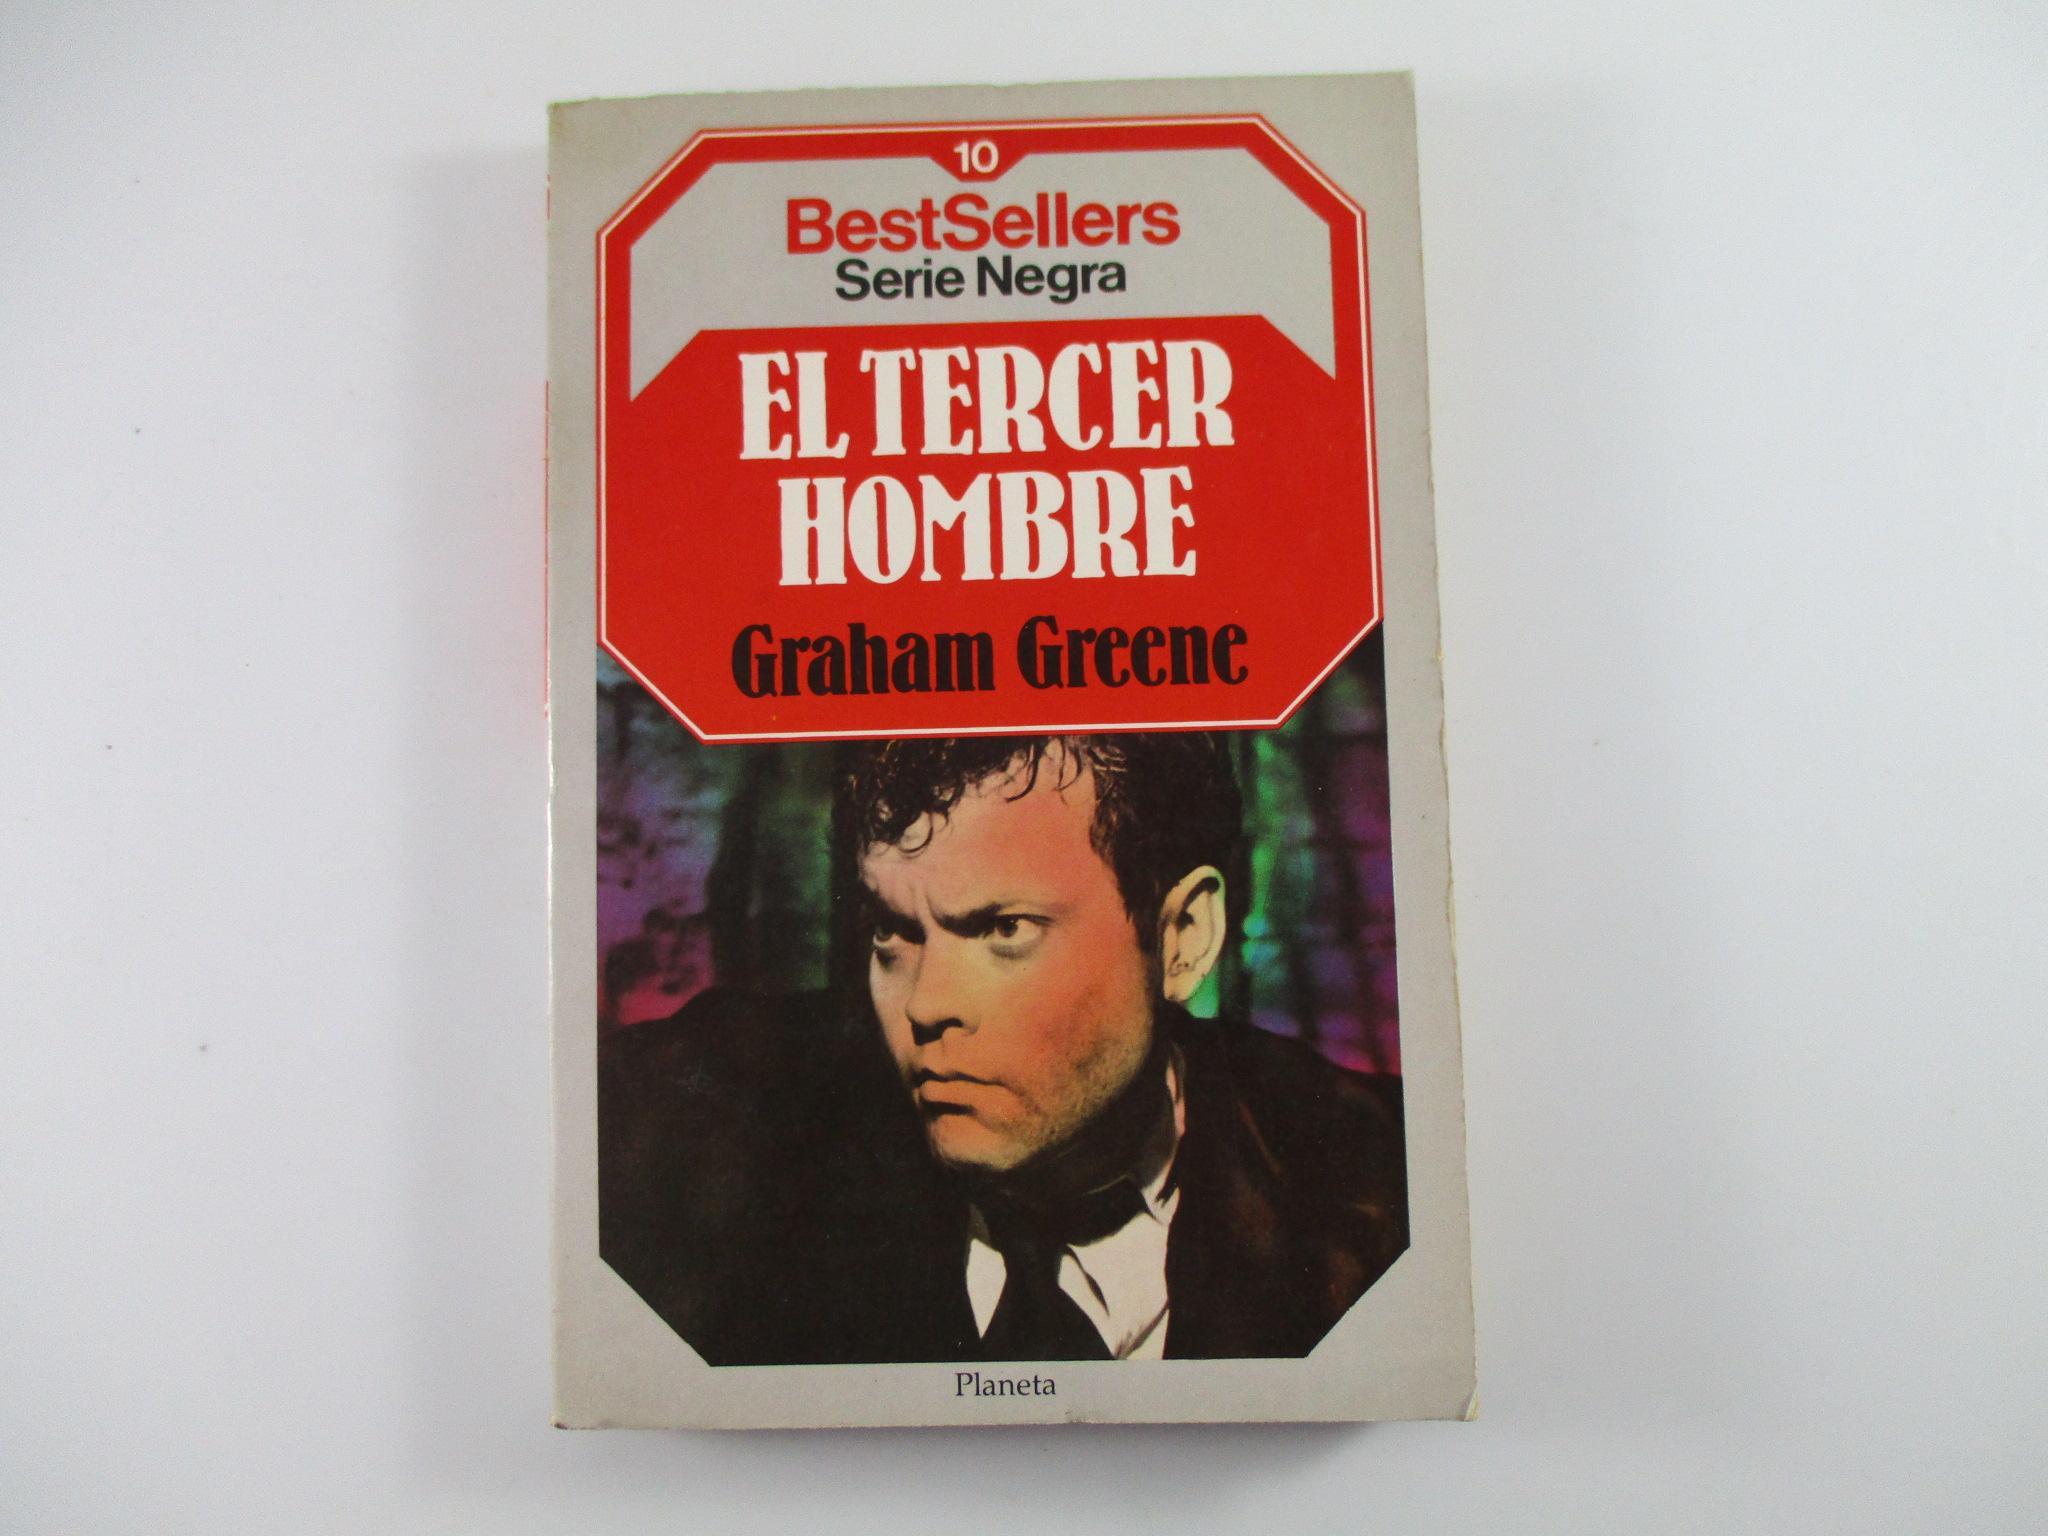 10
BestSellers
Serie Negra
EL TERCER
HOMBRE
Graham Greene
Planeta